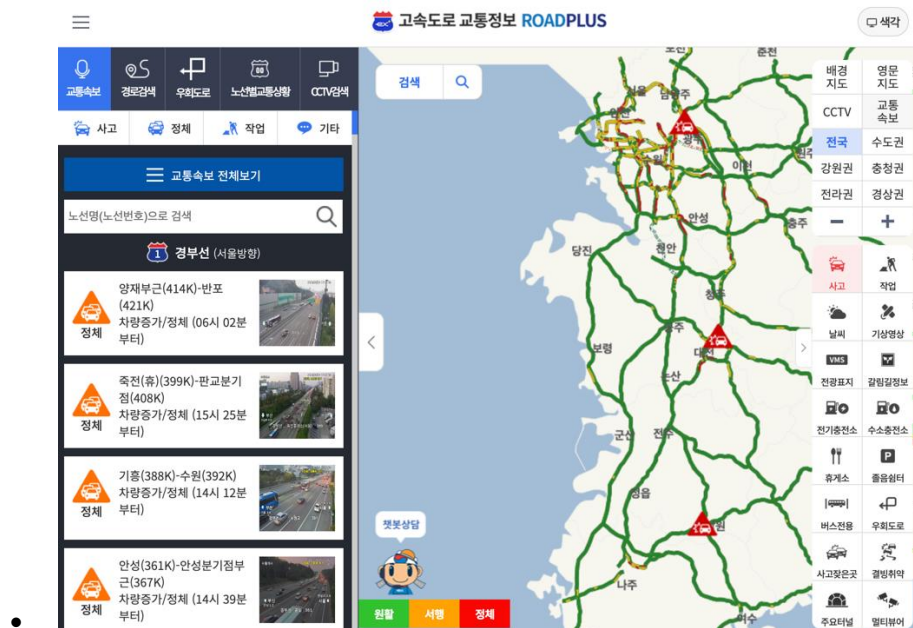 고속도로 교통정보 ROADPLUS
색각
교통속보
경로검색
우회도로
노선별교통상황
CCTV검색
사고
정체
작업
기타
교통속보 전체보기
노선명(노선번호)으로 검색
1 경부선 (서울방향)
양재부근(414K)-반포
(421K)
차량증가/정체 (06시 02분
부터)
정체
죽전(휴)(399K)-판교분기
점(408K)
차량증가/정체 (15시 25분
부터)
정체
기흥(388K)-수원(392K)
차량증가/정체 (14시 12분
부터)
정체
안성(361K)-안성분기점부
근(367K)
차량증가/정체 (14시 39분
부터)
정체
검색
춘천
서울
남양주
수원
이천
안성
충주
당진
천안
청주
보령
논산
군산
전주
정읍
나주
여수
챗봇상담
원활
서행
정체
배경
지도
영문
지도
CCTV
교통
속보
전국
수도권
강원권
충청권
전라권
경상권
사고
작업
날씨
기상영상
VMS
전광표지
갈림길정보
전기충전소
수소충전소
휴게소
P
졸음쉼터
버스전용
우회도로
사고잦은곳
결빙취약
주요터널
멀티뷰어